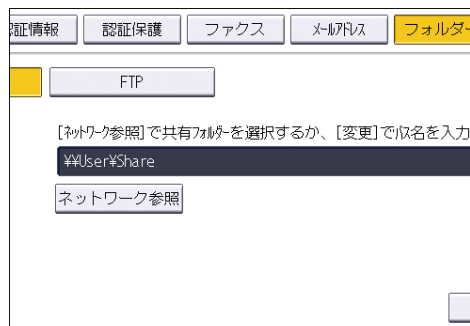 証情報 認証保護 ファクス メールアドレス フォルダー
FTP
[ネットワーク参照]で共有フォルダーを選択するか、[変更]でパス名を入力
¥¥User¥Share
ネットワーク参照